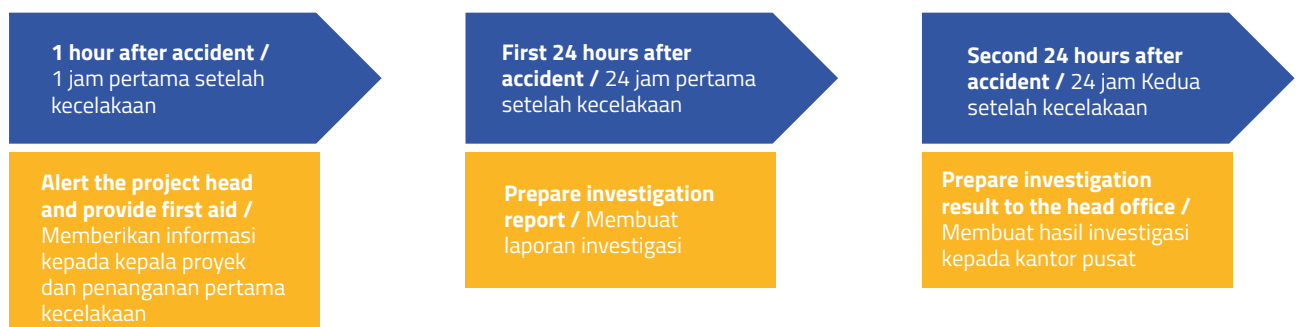 1 hour after accident /
1 jam pertama setelah
kecelakaan
Alert the project head
and provide first aid /
Memberikan informasi
kepada kepala proyek
dan penanganan pertama
kecelakaan
First 24 hours after
accident / 24 jam pertama
setelah kecelakaan
Prepare investigation
report / Membuat
laporan investigasi
Second 24 hours after
accident / 24 jam Kedua
setelah kecelakaan
Prepare investigation
result to the head office /
Membuat hasil investigasi
kepada kantor pusat